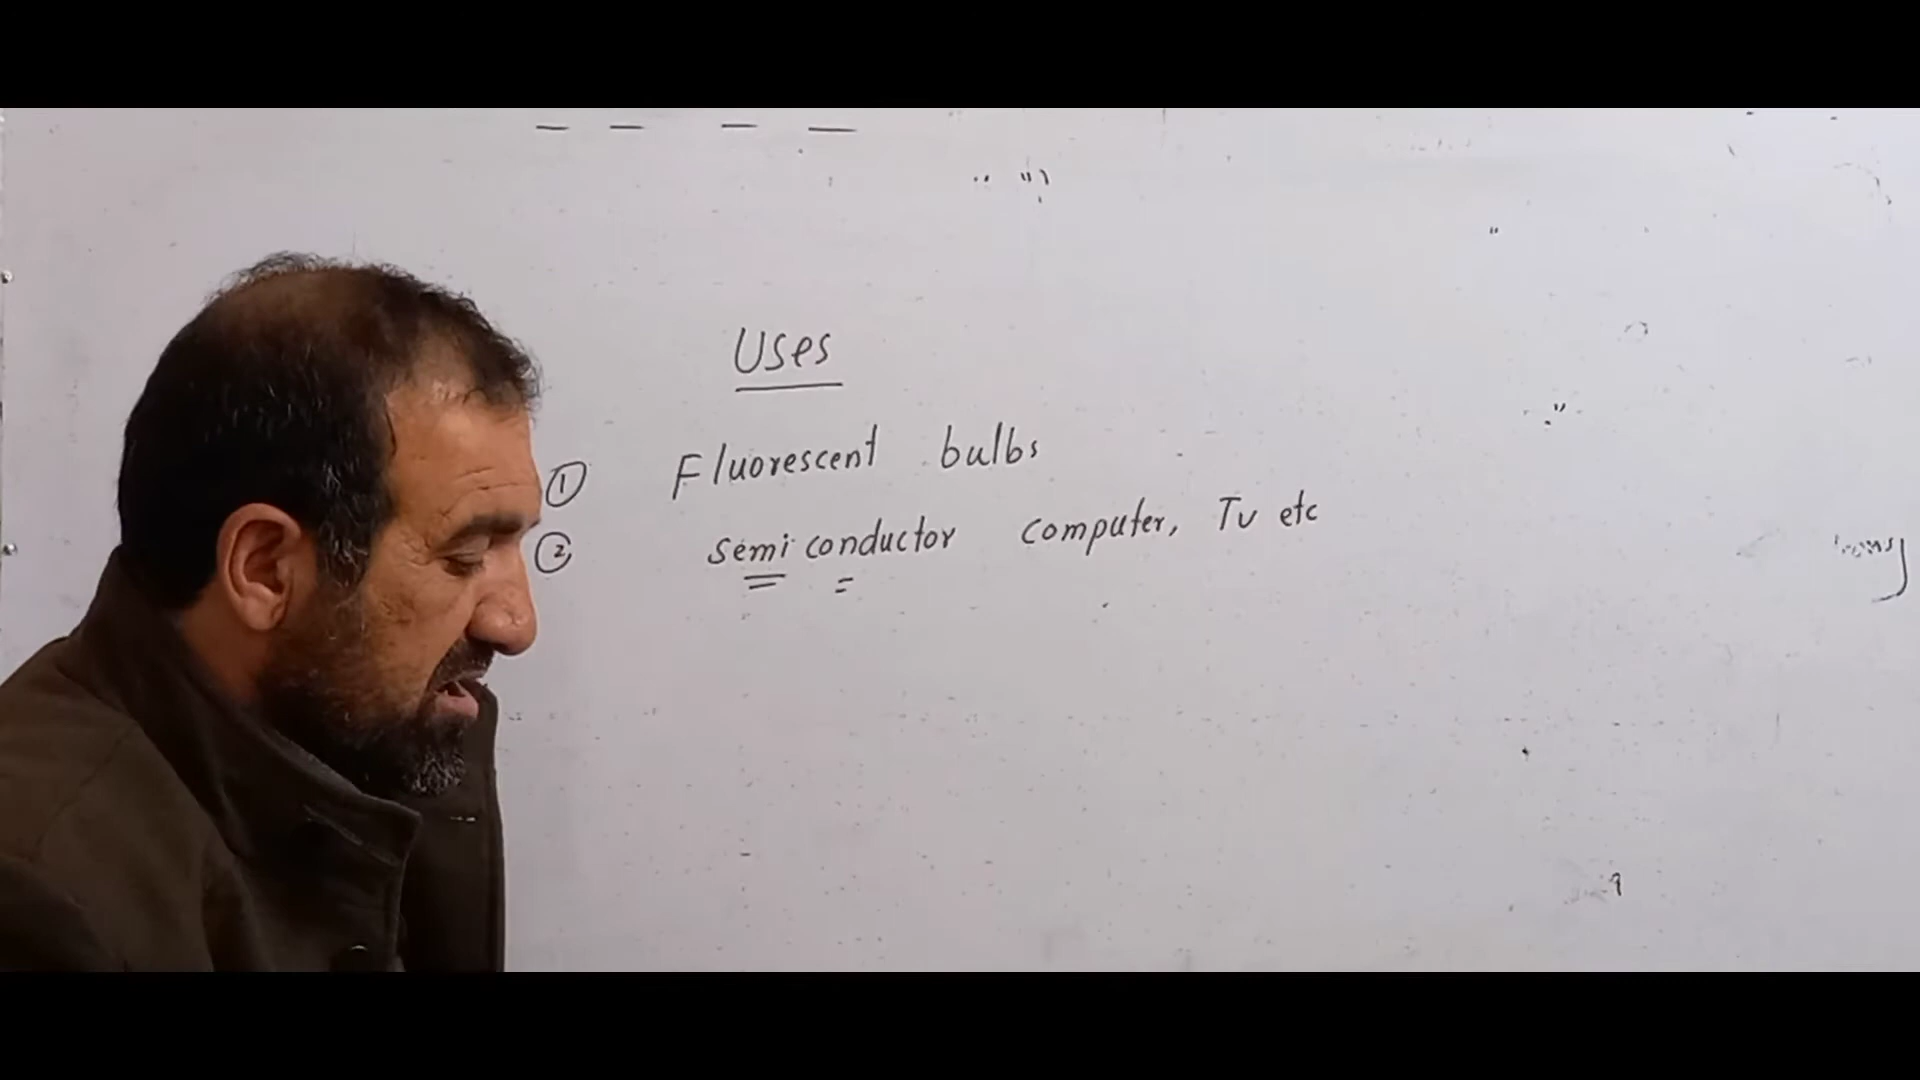 Uses
① Fluorescent bulbs
② semi conductor computer, Tv etc